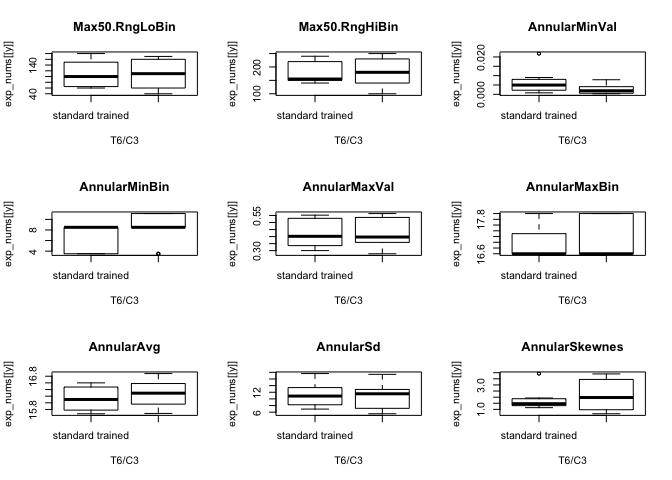 Max50.RngLoBin
exp_nums[[y]]
40
140
standard trained
T6/C3
Max50.RngHiBin
exp_nums[[y]]
100
200
standard trained
T6/C3
AnnularMinVal
exp_nums[[y]]
0.000
0.020
standard trained
T6/C3
AnnularMinBin
exp_nums[[y]]
4
8
standard trained
T6/C3
AnnularMaxVal
exp_nums[[y]]
0.30
0.55
standard trained
T6/C3
AnnularMaxBin
exp_nums[[y]]
16.6
17.8
standard trained
T6/C3
AnnularAvg
exp_nums[[y]]
15.8
16.8
standard trained
T6/C3
AnnularSd
exp_nums[[y]]
6
12
standard trained
T6/C3
AnnularSkewnes
exp_nums[[y]]
1.0
3.0
standard trained
T6/C3